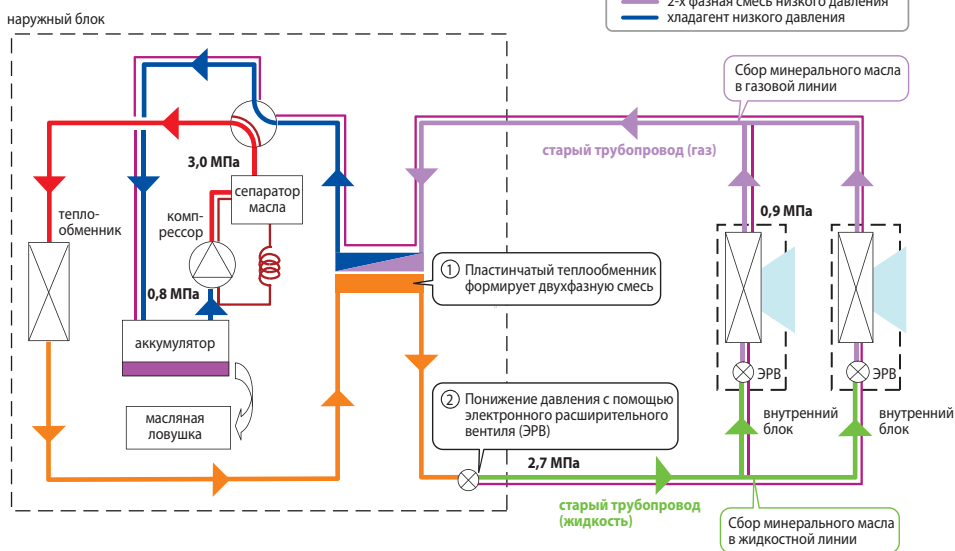 2-х фазная смесь низкого давления
хладагент низкого давления
наружный блок
Сбор минерального масла
в газовой линии
старый трубопровод (газ)
3,0 МПа
сепаратор
масла
тепло-
обменник
комп-
рессор
0,9 МПа
1 Пластинчатый теплообменник
формирует двухфазную смесь
0,8 МПа
аккумулятор
ЭРВ
ЭРВ
2 Понижение давления с помощью
электронного расширительного
вентиля (ЭРВ)
масляная
ловушка
внутренний
блок
внутренний
блок
2,7 МПа
старый трубопровод
(жидкость)
Сбор минерального масла
в жидкостной линии